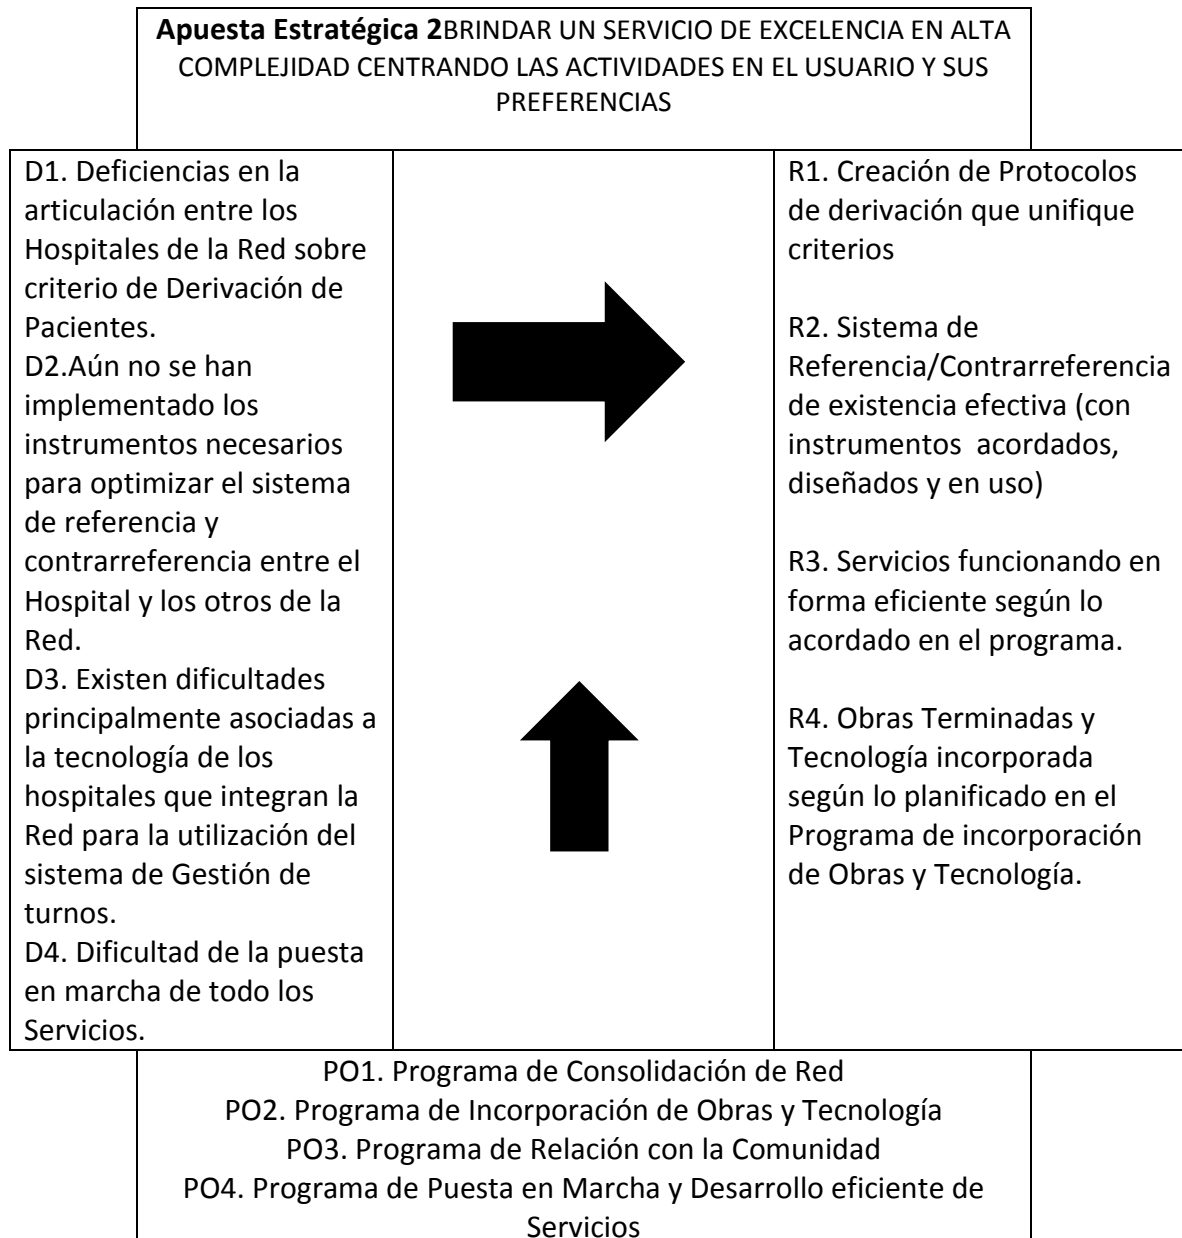 Apuesta Estratégica 2BRINDAR UN SERVICIO DE EXCELENCIA EN ALTA
COMPLEJIDAD CENTRANDO LAS ACTIVIDADES EN EL USUARIO Y SUS
PREFERENCIAS
D1. Deficiencias en la
articulación entre los
Hospitales de la Red sobre
criterio de Derivación de
Pacientes.
D2.Aún no se han
implementado los
instrumentos necesarios
para optimizar el sistema
de referencia y
contrarreferencia entre el
Hospital y los otros de la
Red.
D3. Existen dificultades
principalmente asociadas a
la tecnología de los
hospitales que integran la
Red para la utilización del
sistema de Gestión de
turnos.
D4. Dificultad de la puesta
en marcha de todo los
Servicios.
R1. Creación de Protocolos
de derivación que unifique
criterios
R2. Sistema de
Referencia/Contrarreferencia
de existencia efectiva (con
instrumentos acordados,
diseñados y en uso)
R3. Servicios funcionando en
forma eficiente según lo
acordado en el programa.
R4. Obras Terminadas y
Tecnología incorporada
según lo planificado en el
Programa de incorporación
de Obras y Tecnología.
PO1. Programa de Consolidación de Red
PO2. Programa de Incorporación de Obras y Tecnología
PO3. Programa de Relación con la Comunidad
PO4. Programa de Puesta en Marcha y Desarrollo eficiente de
Servicios